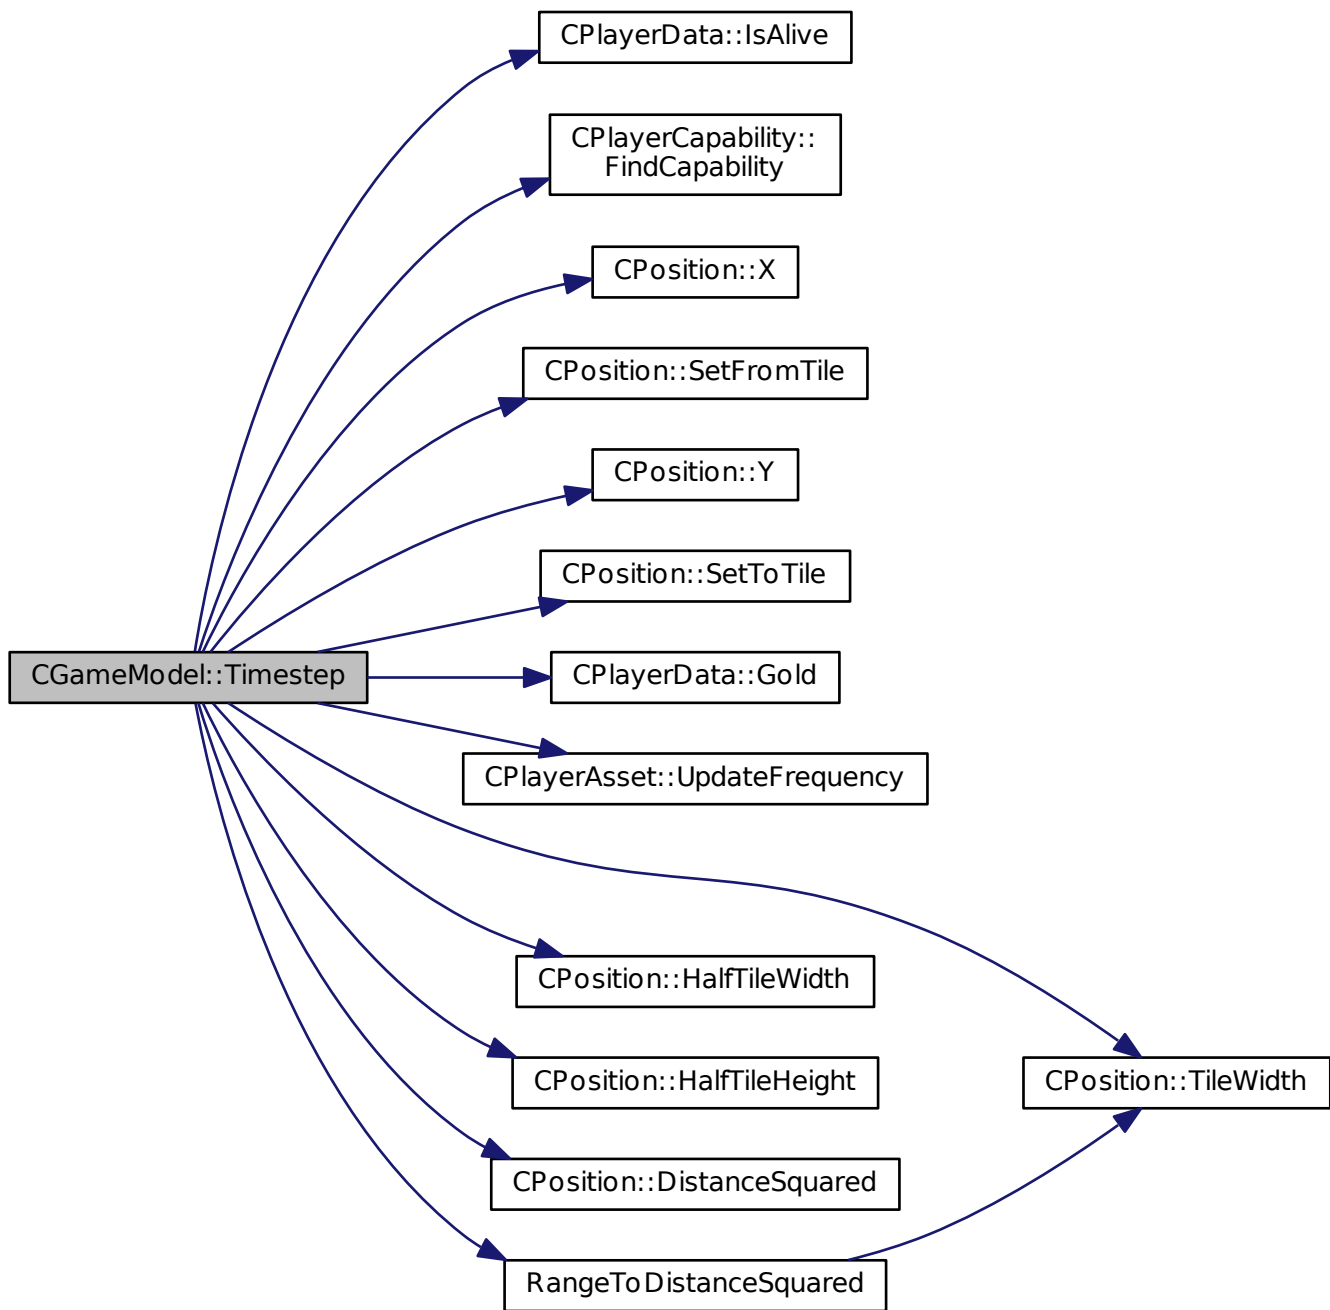 CPlayerData::IsAlive
CPlayerCapability::
FindCapability
CPosition::X
CPosition::SetFromTile
CPosition::Y
CPosition::SetToTile
CGameModel::Timestep
CPlayerData::Gold
CPlayerAsset::UpdateFrequency
CPosition::HalfTileWidth
CPosition::HalfTileHeight
CPosition::TileWidth
CPosition::DistanceSquared
RangeToDistanceSquared